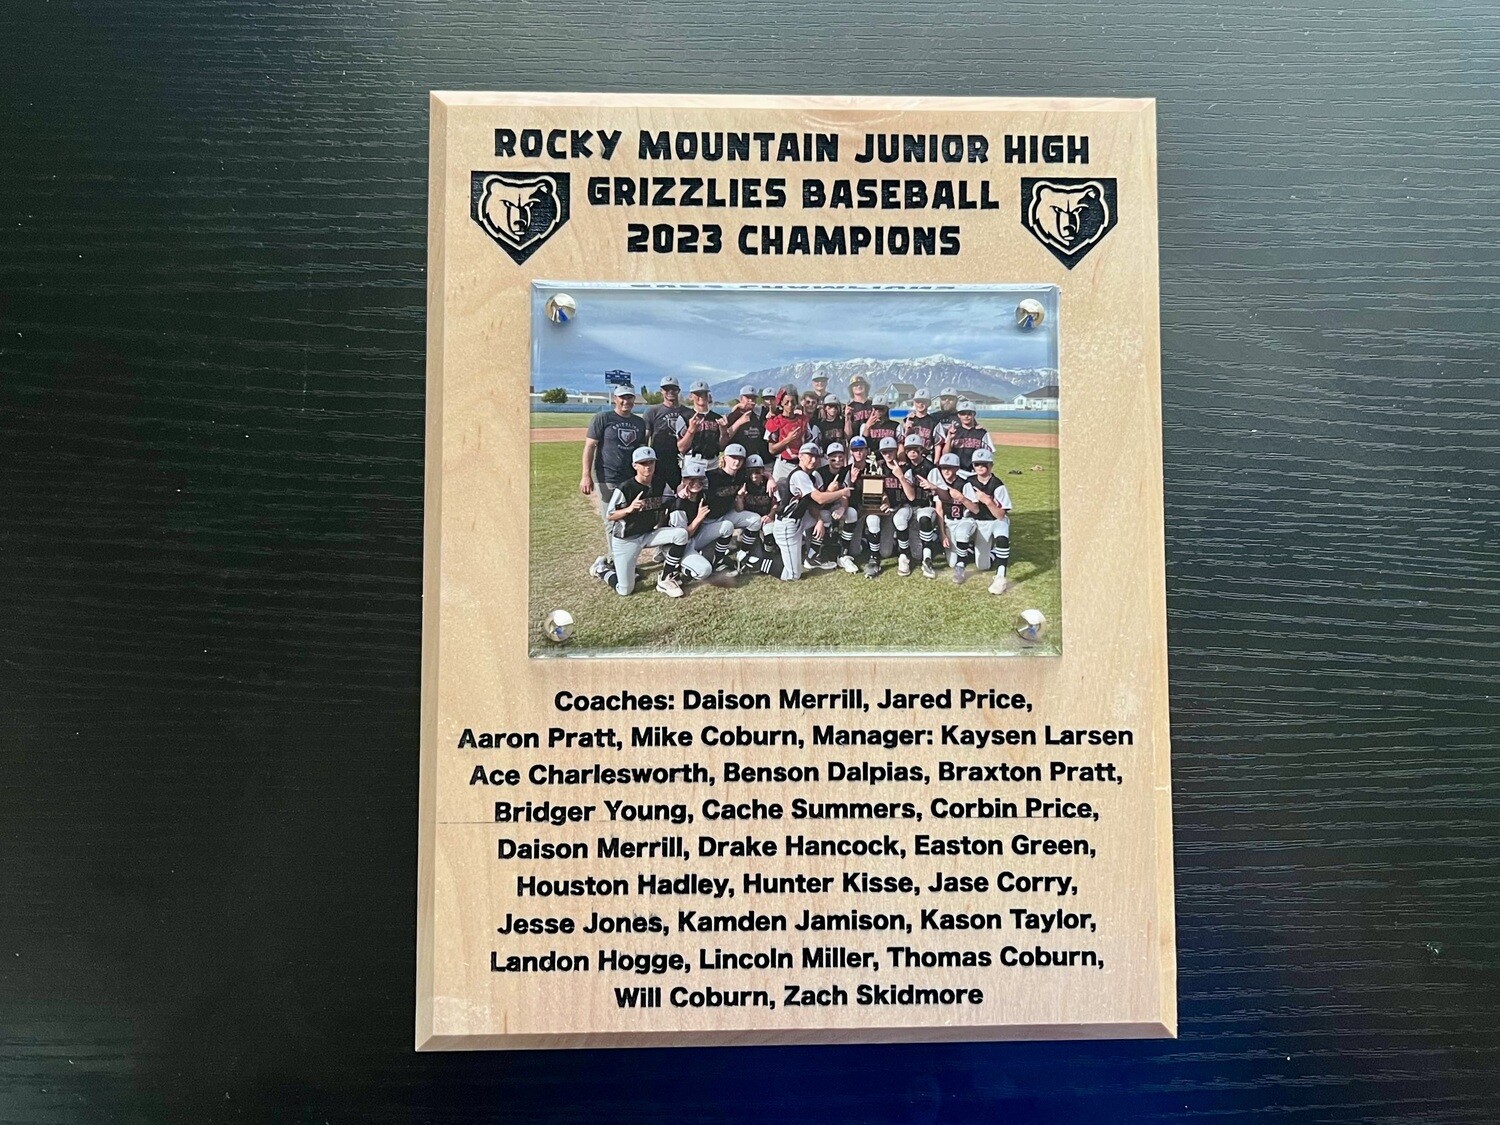 ROCKY MOUNTAIN JUNIOR HIGH
GRIZZLIES BASEBALL
2023 CHAMPIONS
Coaches: Daison Merrill, Jared Price,
Aaron Pratt, Mike Coburn, Manager: Kaysen Larsen
Ace Charlesworth, Benson Dalpias, Braxton Pratt,
Bridger Young, Cache Summers, Corbin Price,
Daison Merrill, Drake Hancock, Easton Green,
Houston Hadley, Hunter Kisse, Jase Corry,
Jesse Jones, Kamden Jamison, Kason Taylor,
Landon Hogge, Lincoln Miller, Thomas Coburn,
Will Coburn, Zach Skidmore